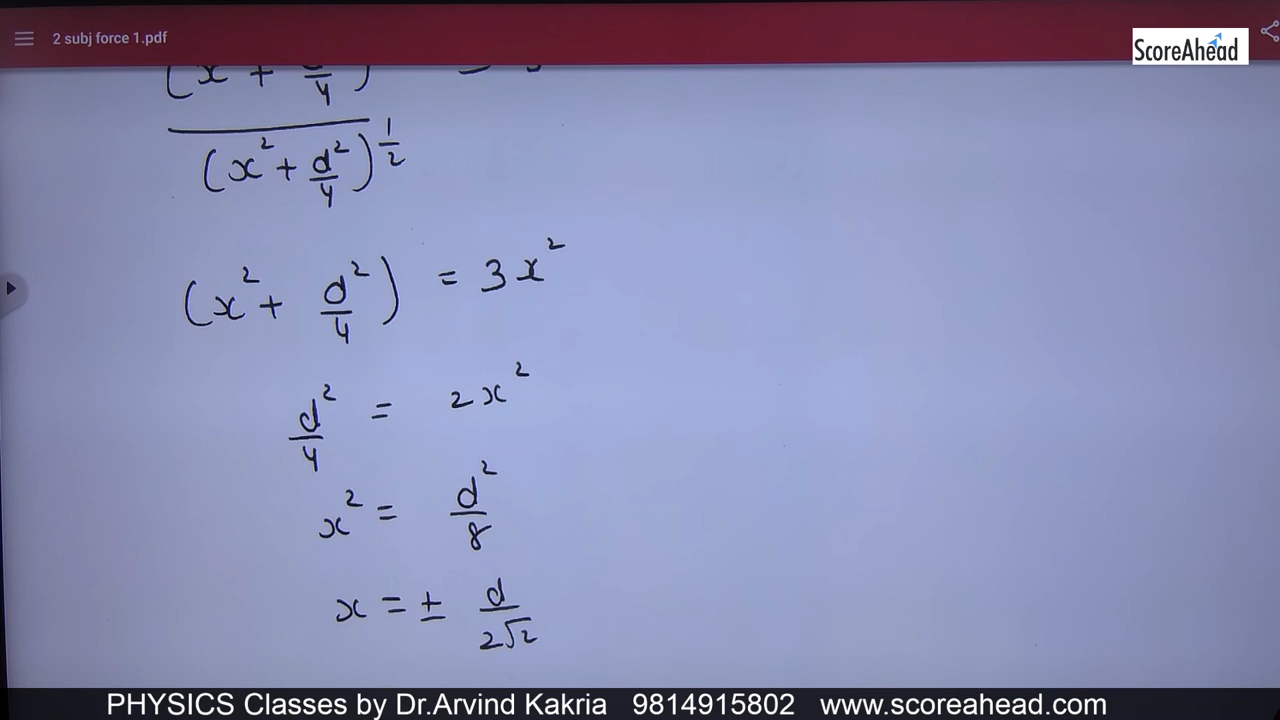 2 subj force 1.pdf
ScoreAhead
(x + /4)
(x² + d²/4)^1/2
(x² + d²/4) = 3x²
d²/4 = 2x²
x² = d²/8
x = ± d/2√2
PHYSICS Classes by Dr.Arvind Kakria 9814915802 www.scoreahead.com